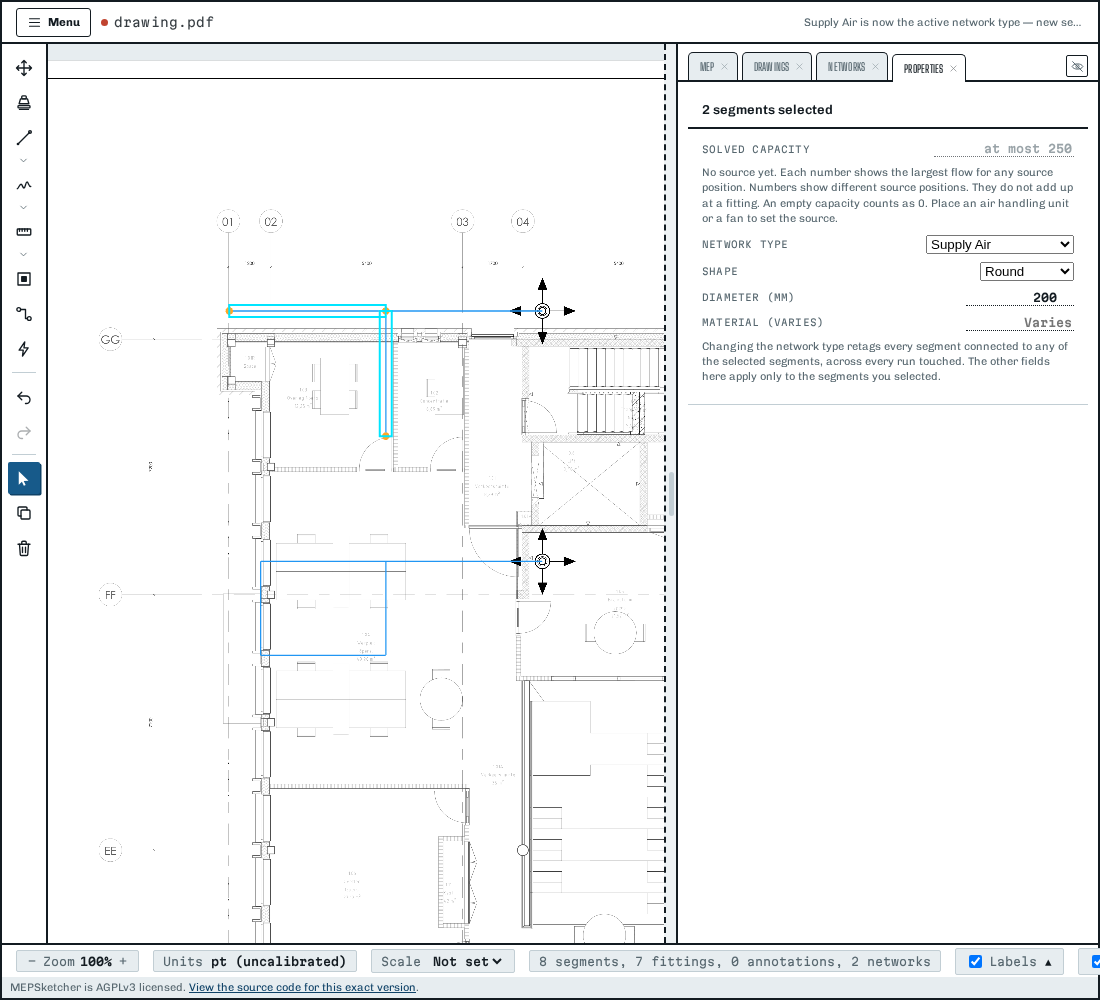 Menu
drawing.pdf
Supply Air is now the active network type — new se…
MEP
DRAWINGS
NETWORKS
PROPERTIES
2 segments selected
SOLVED CAPACITY
at most 250
No source yet. Each number shows the largest flow for any source
position. Numbers show different source positions. They do not add up
at a fitting. An empty capacity counts as 0. Place an air handling unit
or a fan to set the source.
NETWORK TYPE
Supply Air
SHAPE
Round
DIAMETER (MM)
200
MATERIAL (VARIES)
Varies
Changing the network type retags every segment connected to any of
the selected segments, across every run touched. The other fields
here apply only to the segments you selected.
01
02
03
04
GG
FF
EE
− Zoom 100% +
Units pt (uncalibrated)
Scale Not set
8 segments, 7 fittings, 0 annotations, 2 networks
Labels ▲
MEPSketcher is AGPLv3 licensed. View the source code for this exact version.